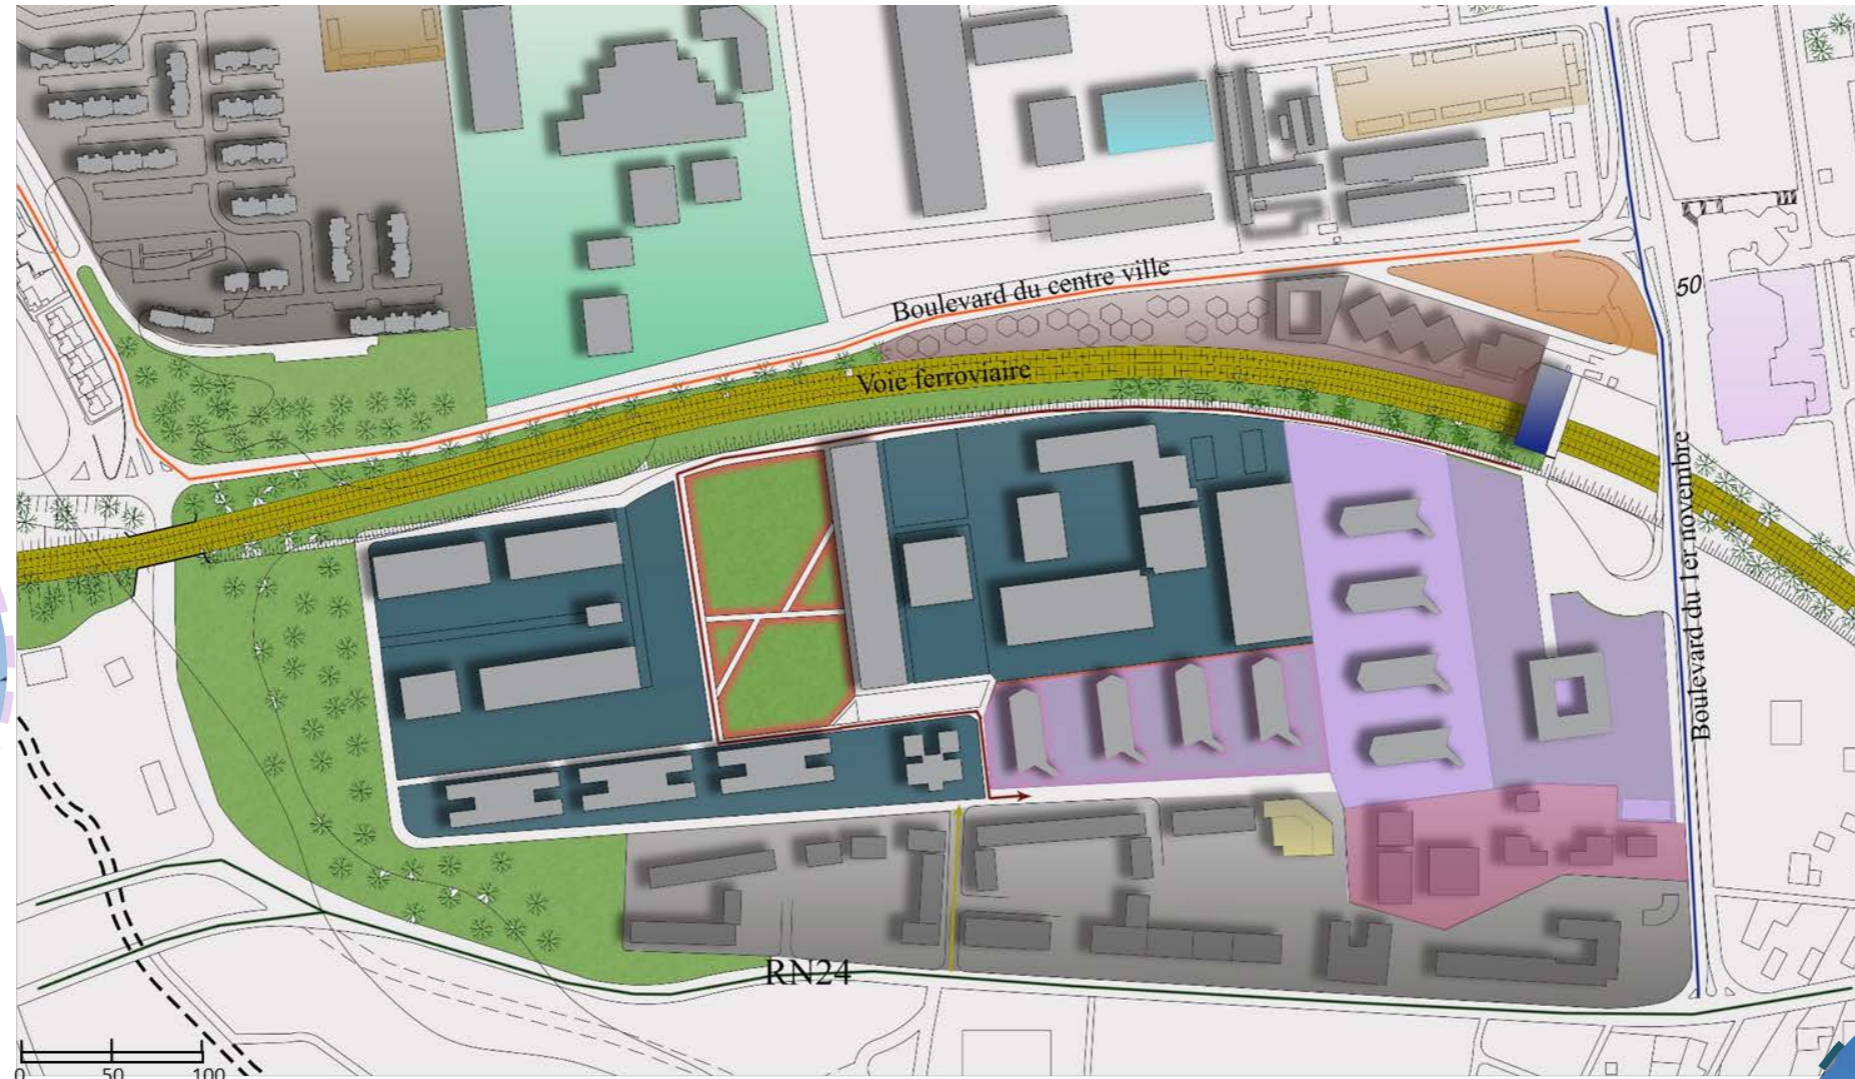 Boulevard du centre ville
50
Voie ferroviaire
Boulevard du 1er novembre
RN24
0 50 100